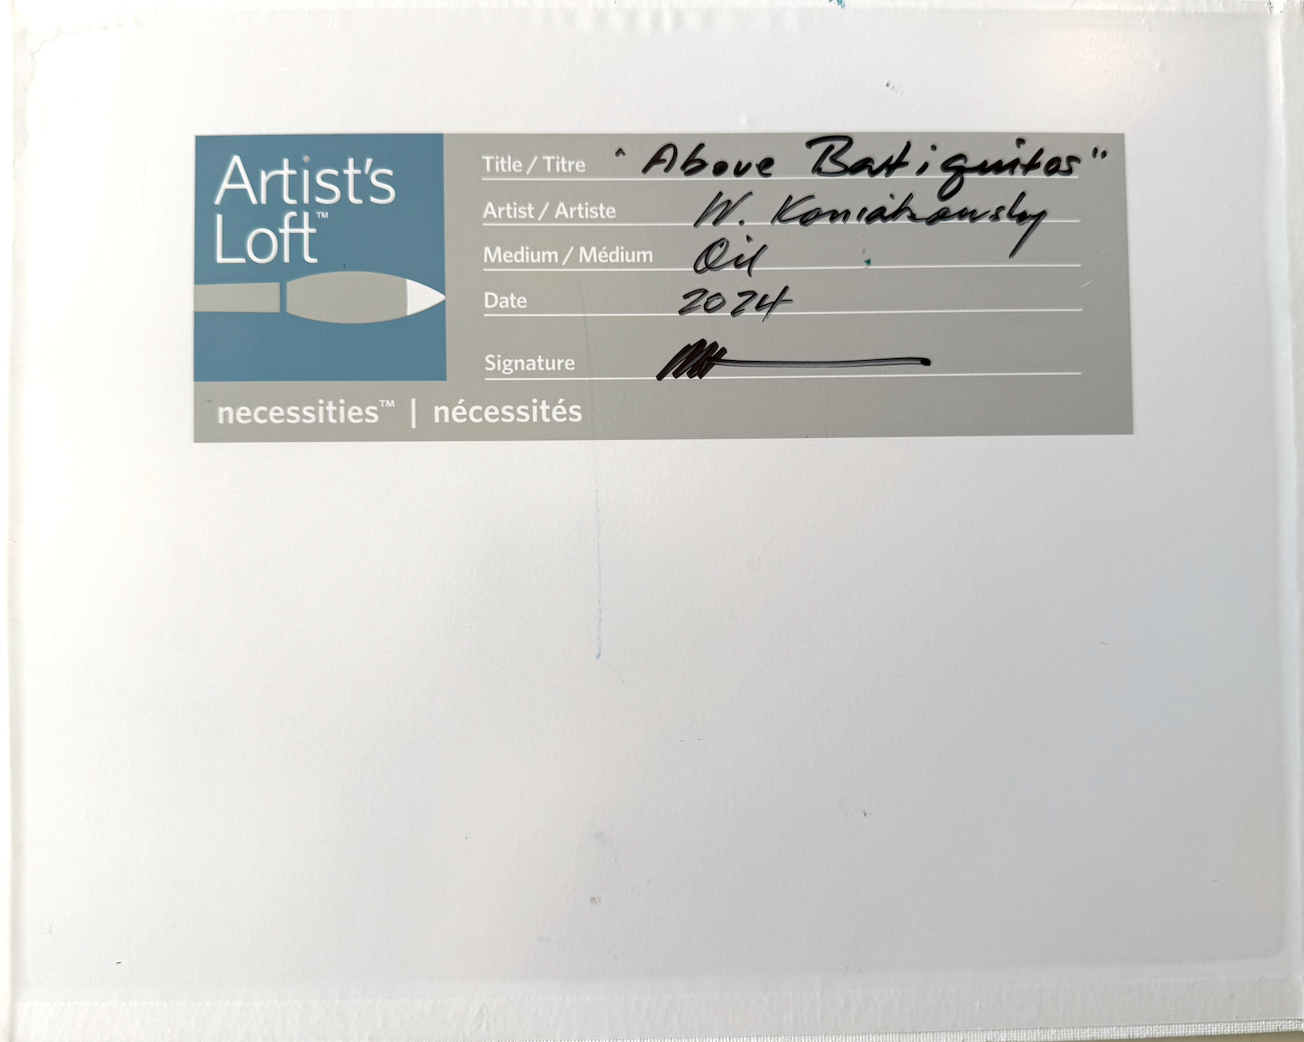 Artist's
Loft™
Title / Titre "Above Batiquitos"
Artist / Artiste W. Koniakowsky
Medium / Médium Oil
Date 2024
Signature
necessities™ | nécessités